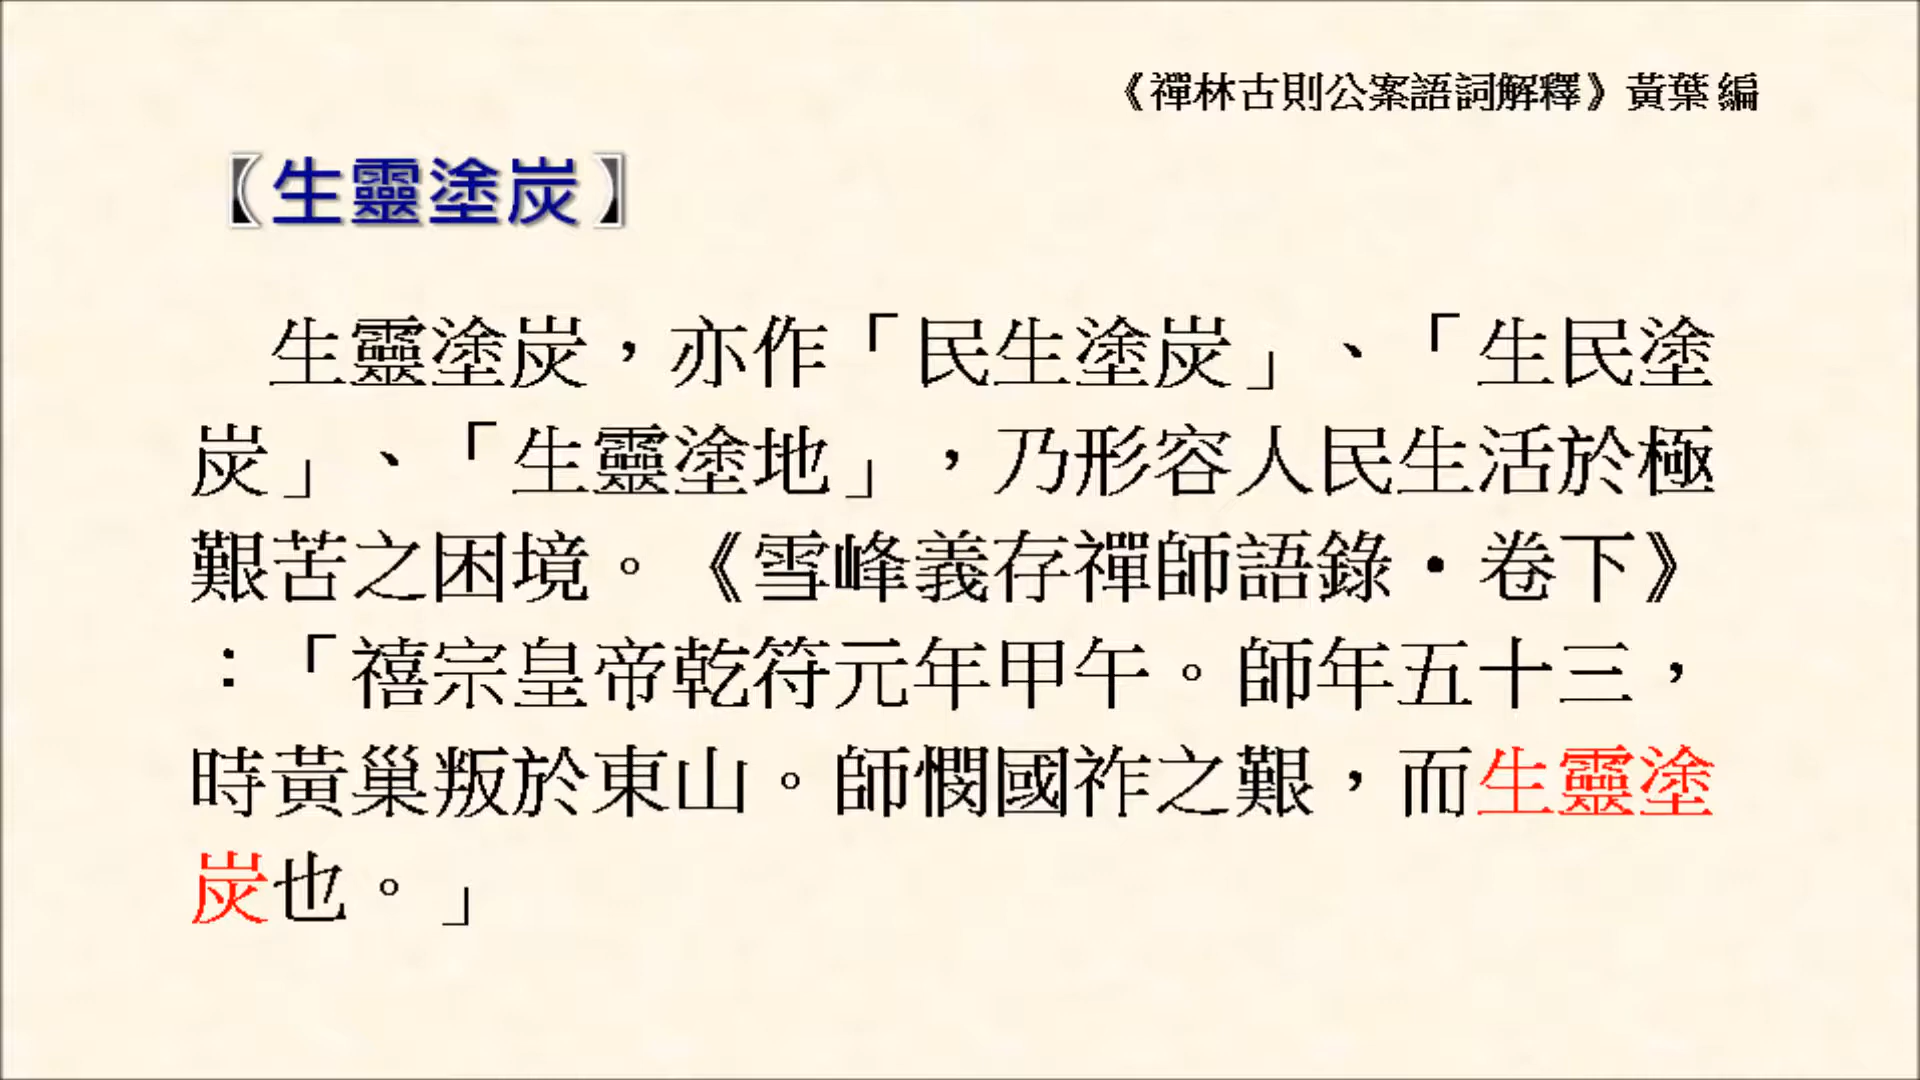 《禪林古則公案語詞解釋》黃葉 編
【生靈塗炭】
生靈塗炭，亦作「民生塗炭」、「生民塗
炭」、「生靈塗地」，乃形容人民生活於極
艱苦之困境。《雪峰義存禪師語錄‧卷下》
：「禧宗皇帝乾符元年甲午。師年五十三，
時黃巢叛於東山。師憫國祚之艱，而生靈塗
炭也。」